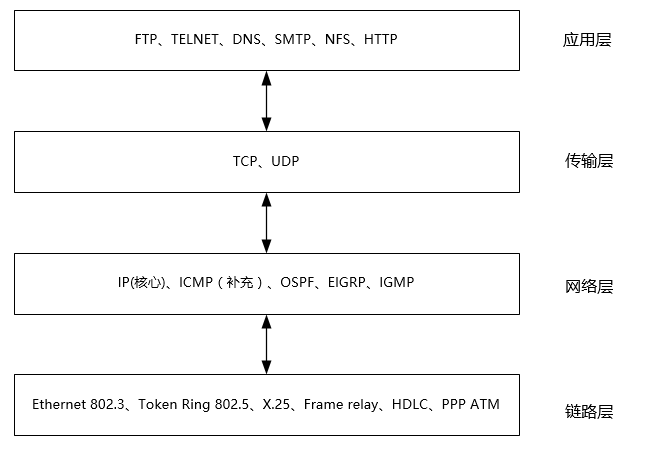 FTP、TELNET、DNS、SMTP、NFS、HTTP
应用层
TCP、UDP
传输层
IP(核心)、ICMP（补充）、OSPF、EIGRP、IGMP
网络层
Ethernet 802.3、Token Ring 802.5、X.25、Frame relay、HDLC、PPP ATM
链路层